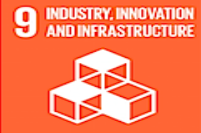 9 INDUSTRY, INNOVATION
AND INFRASTRUCTURE